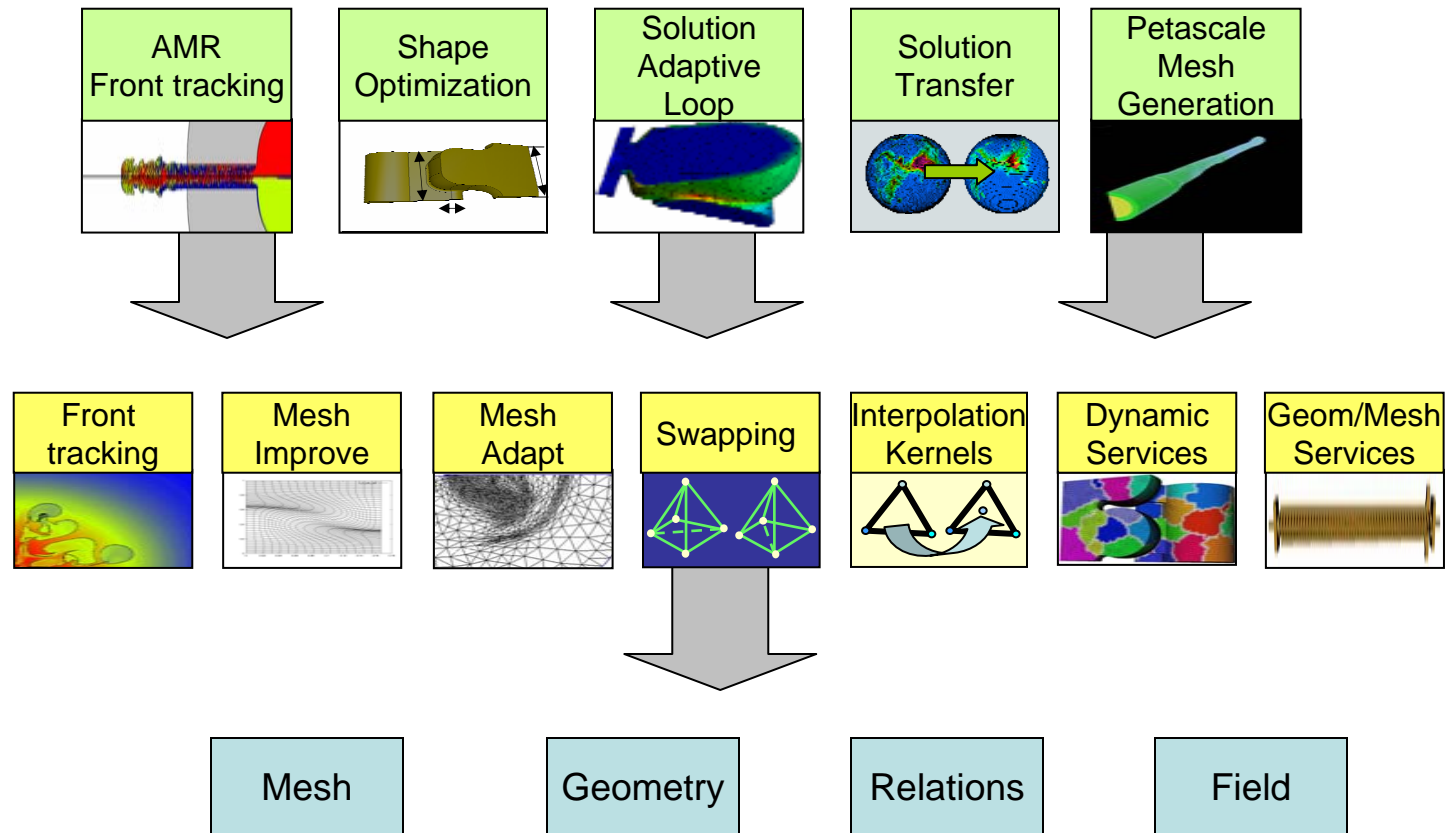 AMR
Front tracking
Shape
Optimization
Solution
Adaptive
Loop
Solution
Transfer
Petascale
Mesh
Generation
Front
tracking
Mesh
Improve
Mesh
Adapt
Swapping
Interpolation
Kernels
Dynamic
Services
Geom/Mesh
Services
Mesh
Geometry
Relations
Field